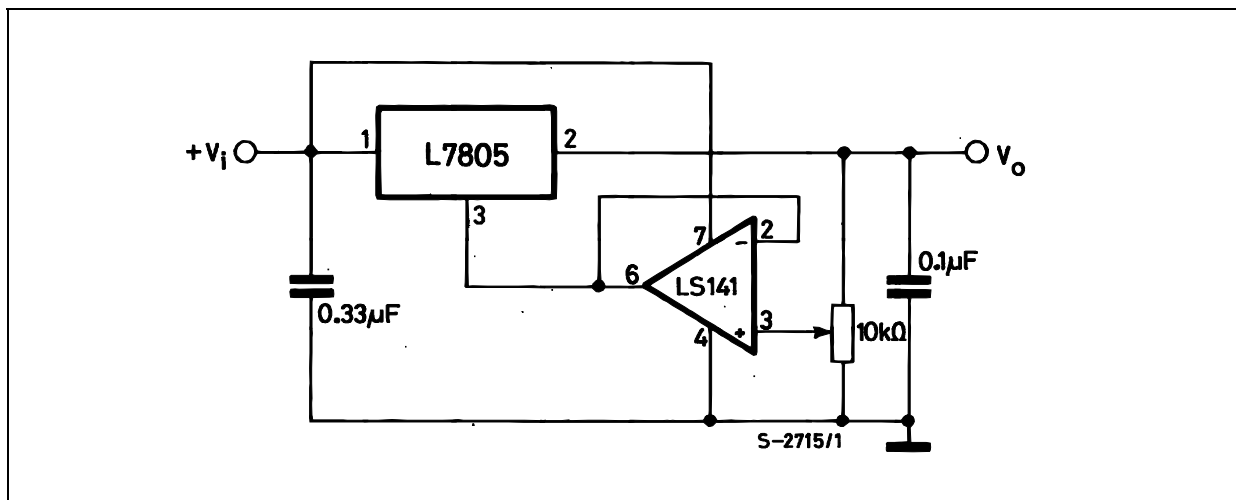 +Vi
1
L7805
2
Vo
3
7
2
-
6
LS141
0.1µF
0.33µF
4
+
3
10kΩ
S-2715/1